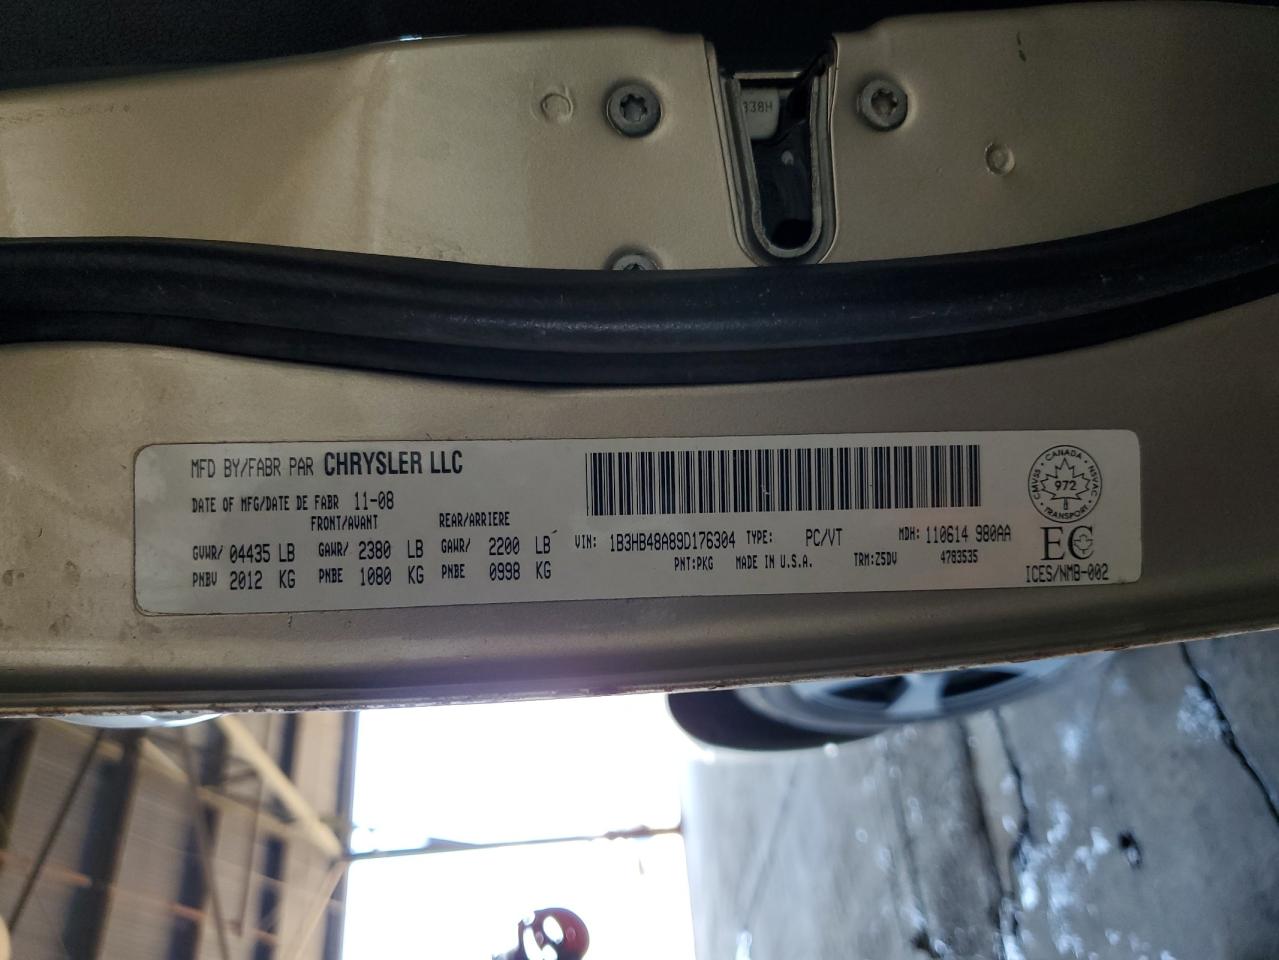 338H
MFD BY/FABR PAR CHRYSLER LLC
DATE OF MFG/DATE DE FABR 11-08
FRONT/AVANT REAR/ARRIERE
GVWR/ 04435 LB GAWR/ 2380 LB GAWR/ 2200 LB
PNBV 2012 KG PNBE 1080 KG PNBE 0998 KG
VIN: 1B3HB48A89D176304 TYPE: PC/VT MDH: 110614 980AA
PNT:PKG MADE IN U.S.A. TRM:Z5DV 4783535
CANADA
CMVSS NSVAC
972
TRANSPORT
EC
ICES/NMB-002